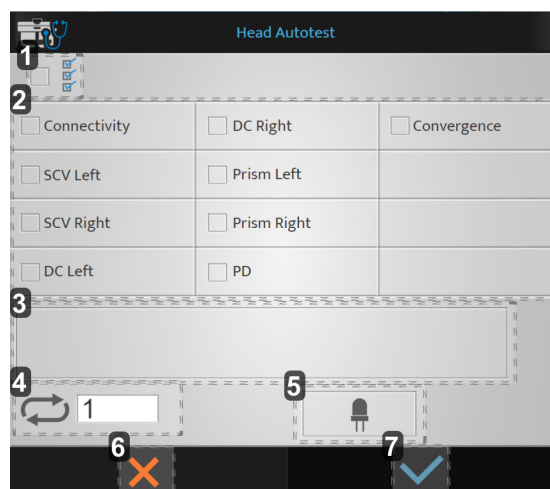 Head Autotest
1
2
Connectivity DC Right Convergence
SCV Left Prism Left
SCV Right Prism Right
DC Left PD
3
4 5
1
6 7